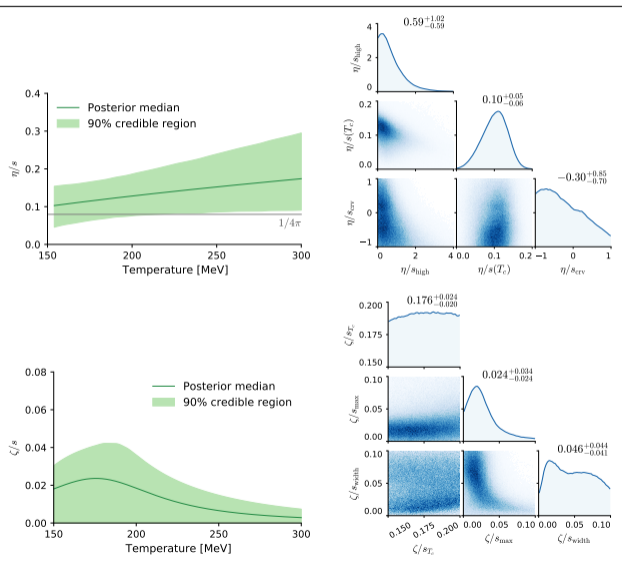 0.59+1.02−0.59
η/s_high
4
2
0
0.4
0.3
0.2
0.1
0.0
η/s
Posterior median
90% credible region
1/4π
150
200
250
300
Temperature [MeV]
0.10+0.05−0.06
η/s(T_c)
0.2
0.1
0.0
−0.30+0.85−0.70
η/s_crv
1
0
−1
0 2 4
0.0 0.1 0.2
−1 0 1
η/s_high
η/s(T_c)
η/s_crv
0.176+0.024−0.020
ζ/s_T_c
0.200
0.175
0.150
0.08
0.06
0.04
0.02
0.00
ζ/s
Posterior median
90% credible region
150
200
250
300
Temperature [MeV]
0.024+0.034−0.024
ζ/s_max
0.10
0.05
0.00
0.046+0.044−0.041
ζ/s_width
0.10
0.05
0.00
0.150 0.175 0.200
0.00 0.05 0.10
0.00 0.05 0.10
ζ/s_T_c
ζ/s_max
ζ/s_width